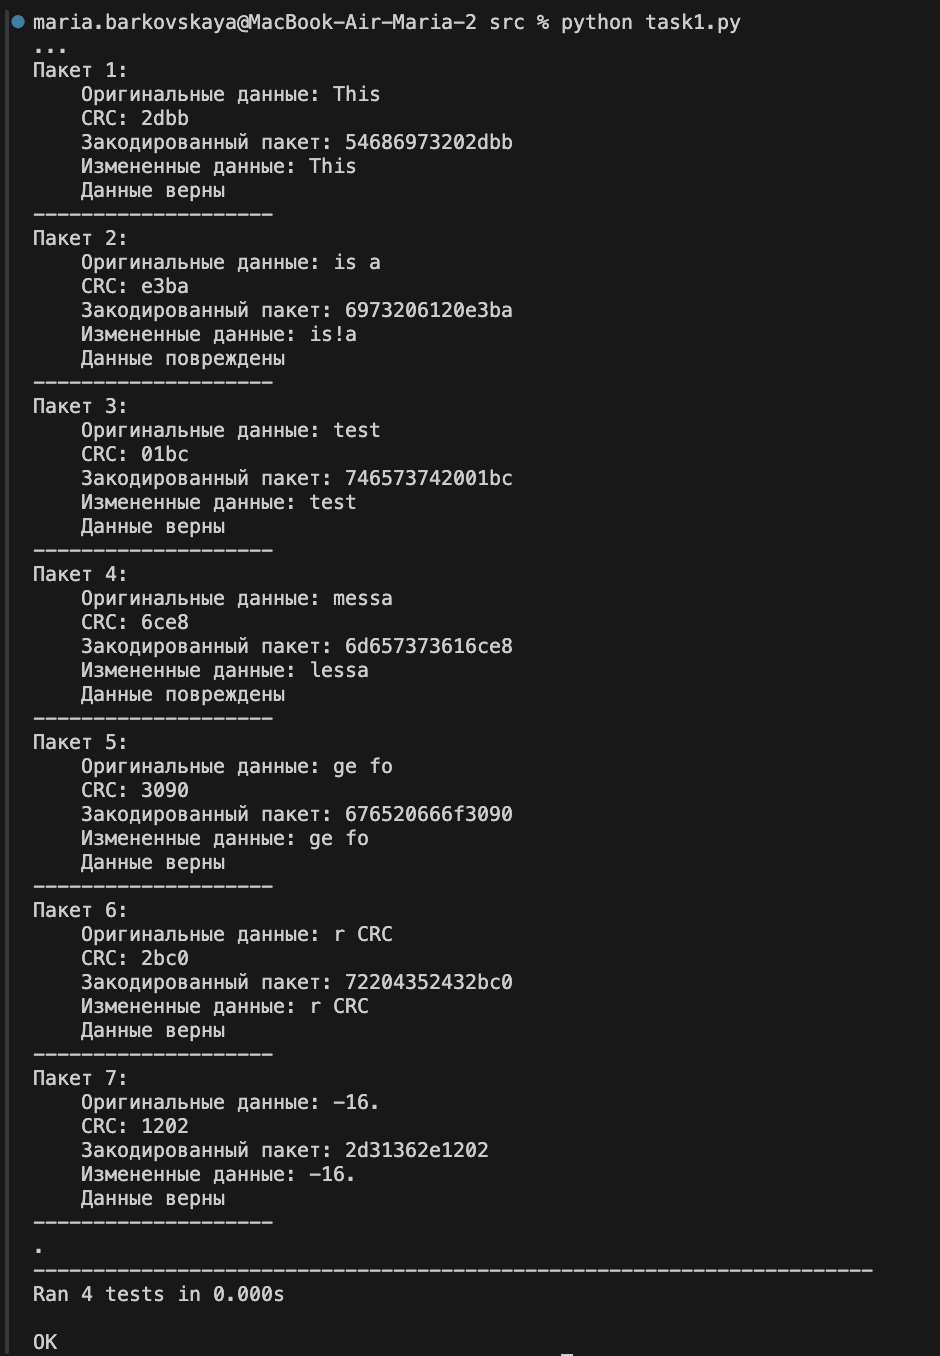 maria.barkovskaya@MacBook-Air-Maria-2 src % python task1.py
...
Пакет 1:
    Оригинальные данные: This
    CRC: 2dbb
    Закодированный пакет: 54686973202dbb
    Измененные данные: This
    Данные верны
--------------------
Пакет 2:
    Оригинальные данные: is a
    CRC: e3ba
    Закодированный пакет: 6973206120e3ba
    Измененные данные: is!a
    Данные повреждены
--------------------
Пакет 3:
    Оригинальные данные: test
    CRC: 01bc
    Закодированный пакет: 746573742001bc
    Измененные данные: test
    Данные верны
--------------------
Пакет 4:
    Оригинальные данные: messa
    CRC: 6ce8
    Закодированный пакет: 6d657373616ce8
    Измененные данные: lessa
    Данные повреждены
--------------------
Пакет 5:
    Оригинальные данные: ge fo
    CRC: 3090
    Закодированный пакет: 676520666f3090
    Измененные данные: ge fo
    Данные верны
--------------------
Пакет 6:
    Оригинальные данные: r CRC
    CRC: 2bc0
    Закодированный пакет: 72204352432bc0
    Измененные данные: r CRC
    Данные верны
--------------------
Пакет 7:
    Оригинальные данные: -16.
    CRC: 1202
    Закодированный пакет: 2d31362e1202
    Измененные данные: -16.
    Данные верны
--------------------
.
----------------------------------------------------------------------
Ran 4 tests in 0.000s

OK